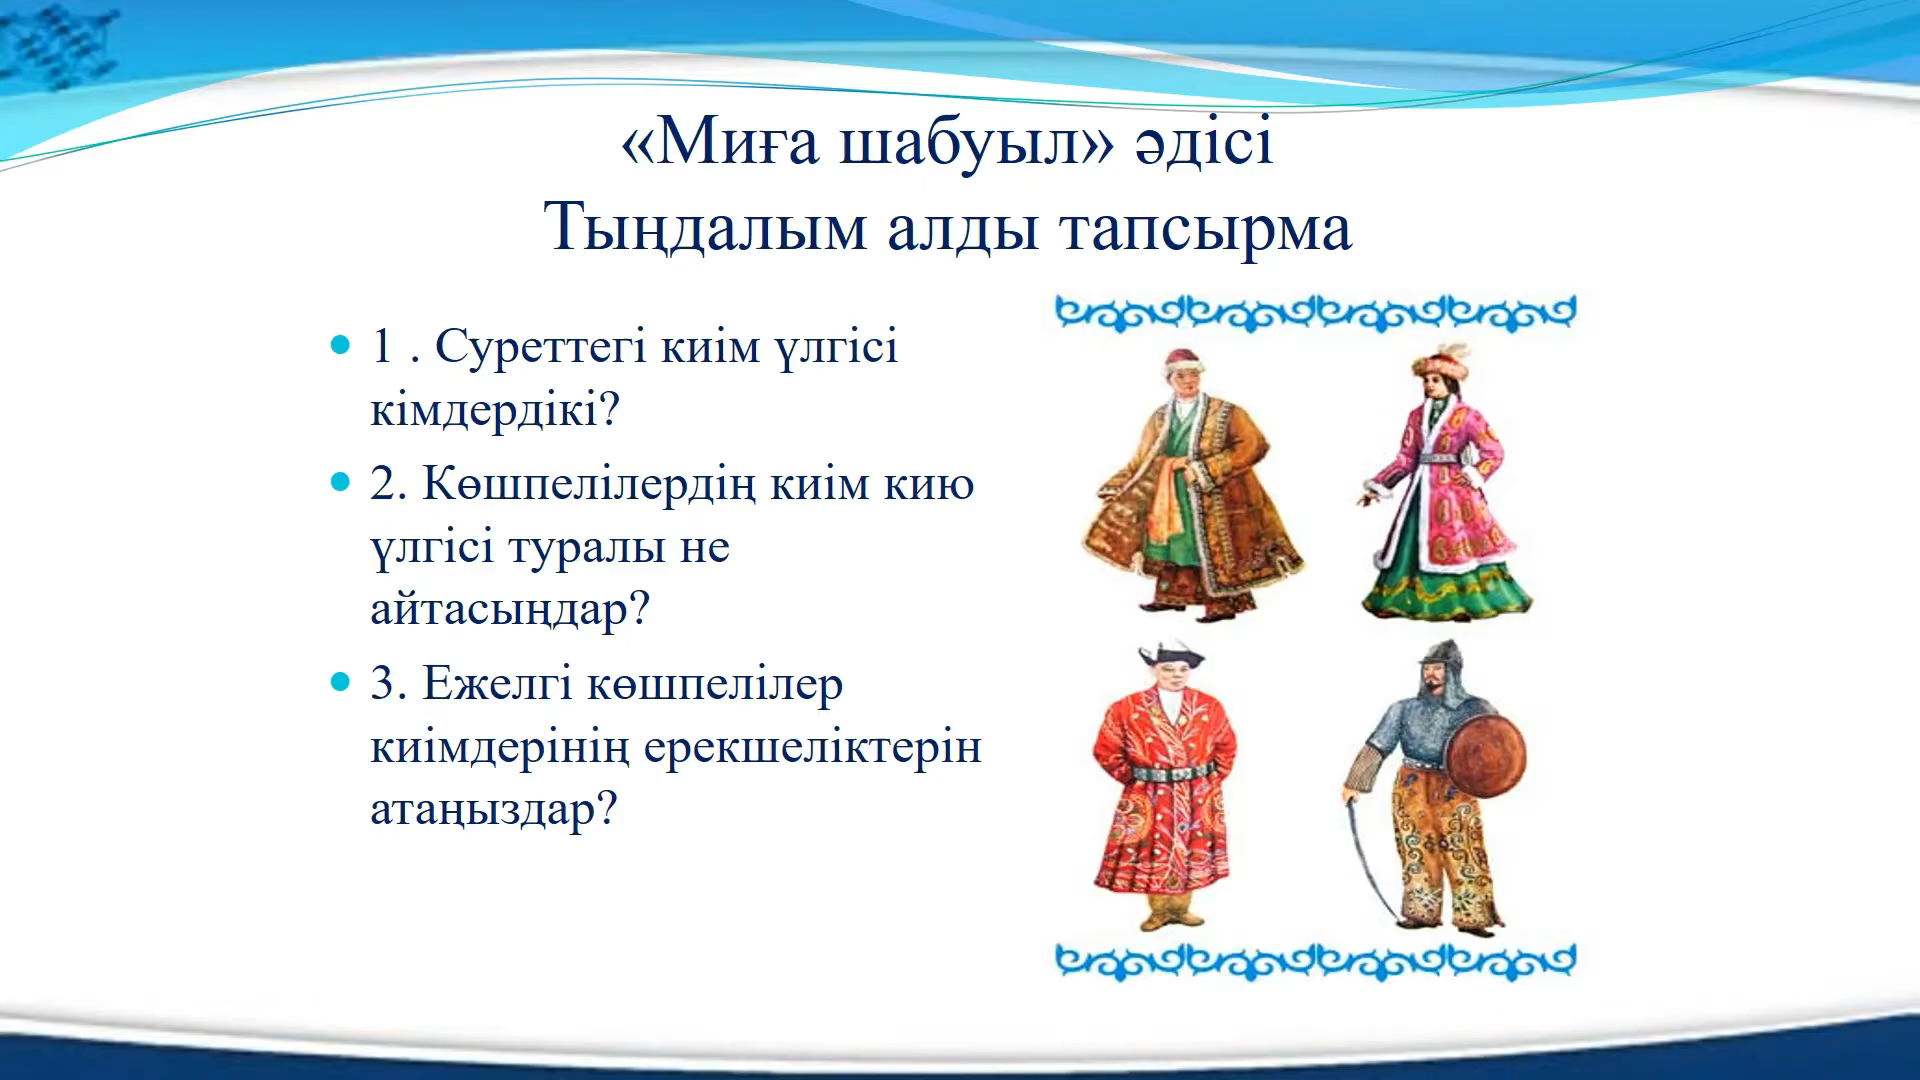 «Миға шабуыл» әдісі
Тыңдалым алды тапсырма
1 . Суреттегі киім үлгісі
кімдердікі?
2. Көшпелілердің киім кию
үлгісі туралы не
айтасыңдар?
3. Ежелгі көшпелілер
киімдерінің ерекшеліктерін
атаңыздар?